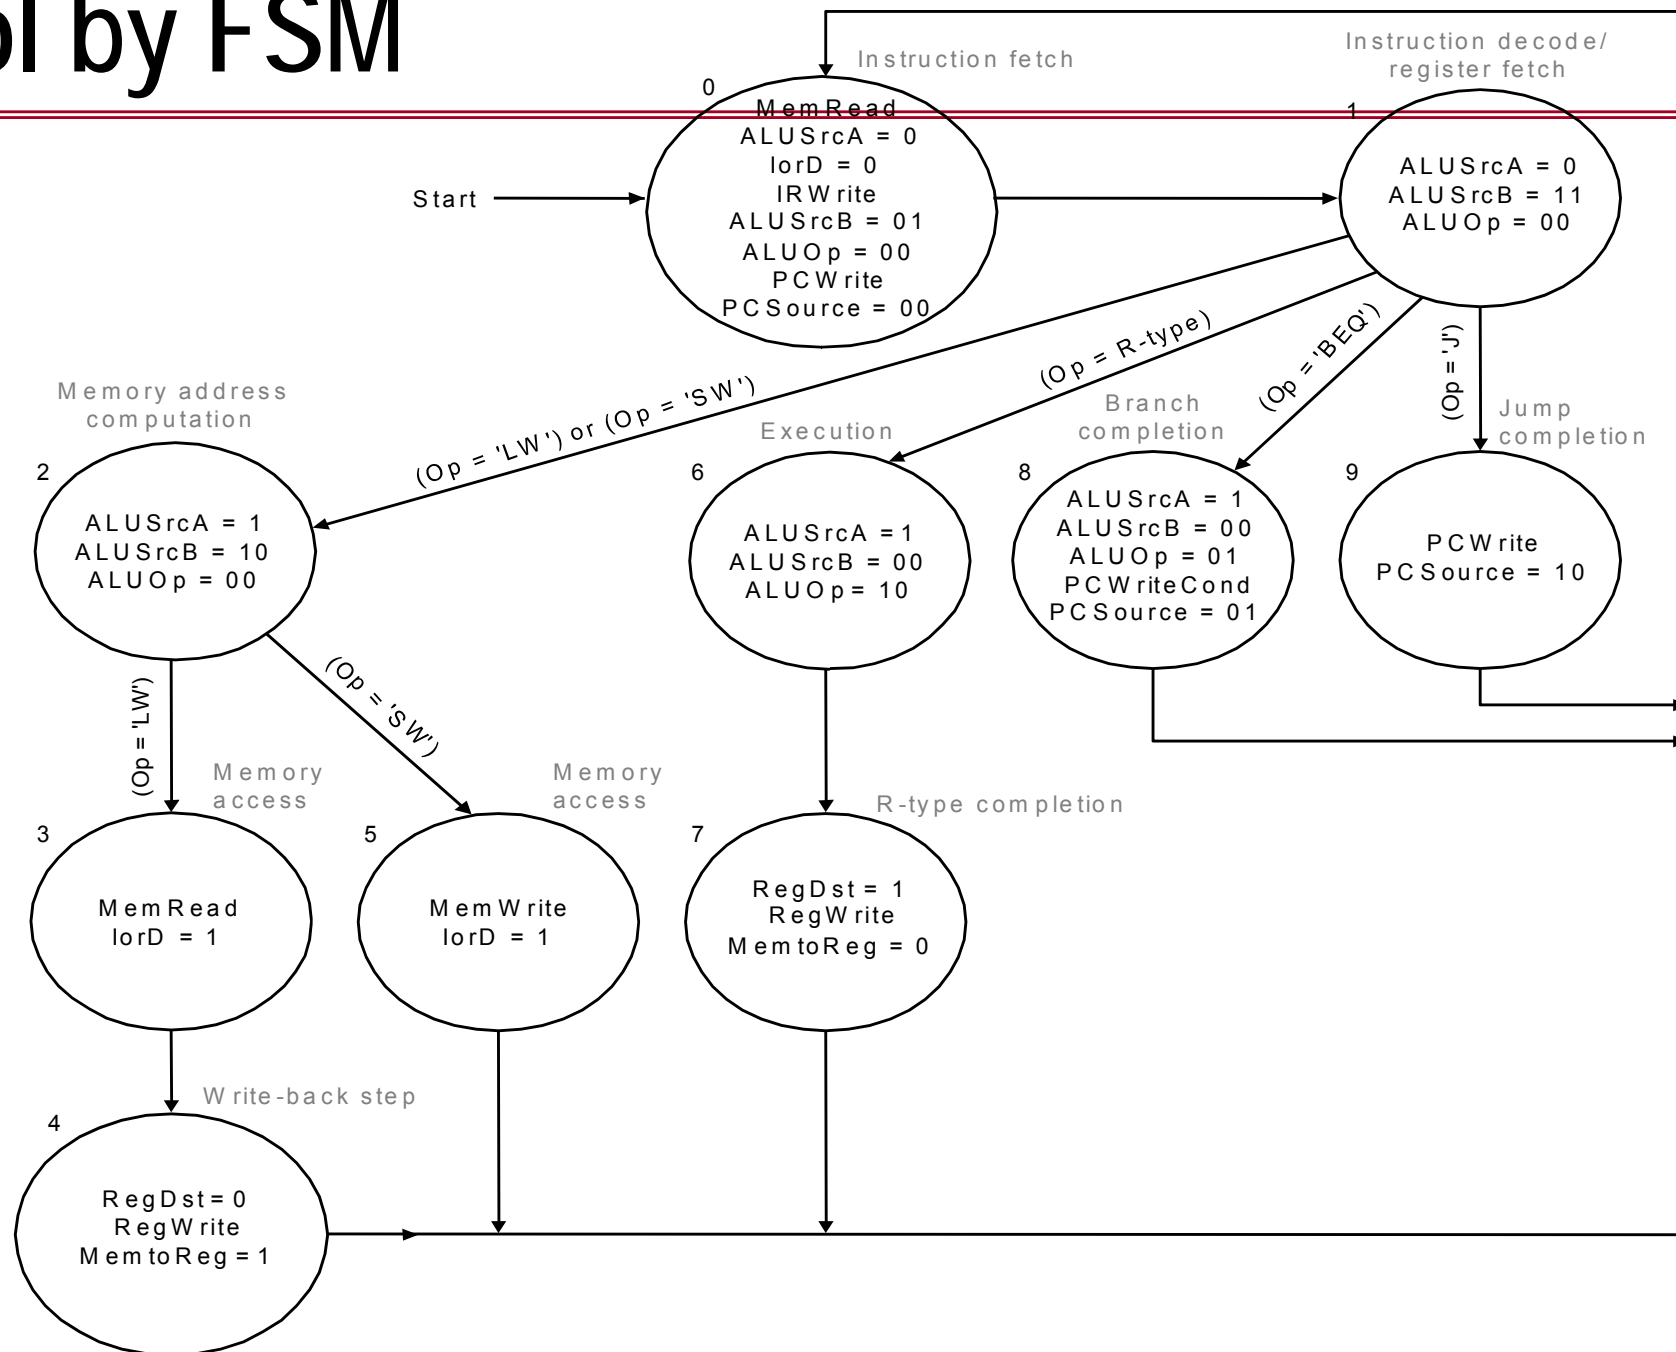 ol by FSM
Instruction fetch
Instruction decode/
register fetch
0
MemRead
ALUSrcA = 0
IorD = 0
IRWrite
ALUSrcB = 01
ALUOp = 00
PCWrite
PCSource = 00
Start
1
ALUSrcA = 0
ALUSrcB = 11
ALUOp = 00
(Op = 'LW') or (Op = 'SW')
(Op = R-type)
(Op = 'BEQ')
(Op = 'J')
Memory address
computation
2
ALUSrcA = 1
ALUSrcB = 10
ALUOp = 00
Execution
6
ALUSrcA = 1
ALUSrcB = 00
ALUOp = 10
Branch
completion
8
ALUSrcA = 1
ALUSrcB = 00
ALUOp = 01
PCWriteCond
PCSource = 01
Jump
completion
9
PCWrite
PCSource = 10
(Op = 'LW')
(Op = 'SW')
Memory
access
3
MemRead
IorD = 1
Memory
access
5
MemWrite
IorD = 1
R-type completion
7
RegDst = 1
RegWrite
MemtoReg = 0
Write-back step
4
RegDst = 0
RegWrite
MemtoReg = 1